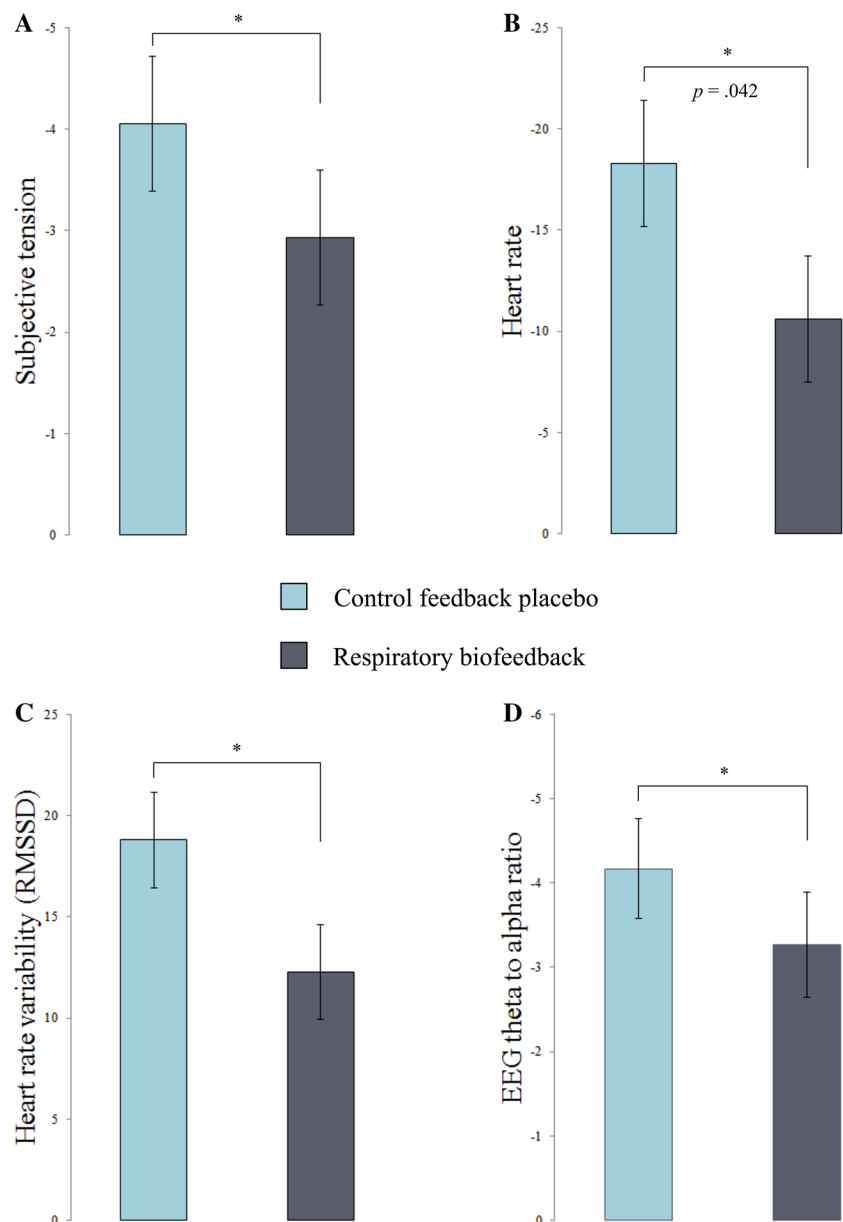 A
-5
*
-4
-3
-2
-1
0
Subjective tension
B
*
p = .042
-20
-15
-10
-5
0
Heart rate
Control feedback placebo
Respiratory biofeedback
C
25
*
20
15
10
5
0
Heart rate variability (RMSSD)
D
-6
*
-5
-4
-3
-2
-1
0
EEG theta to alpha ratio